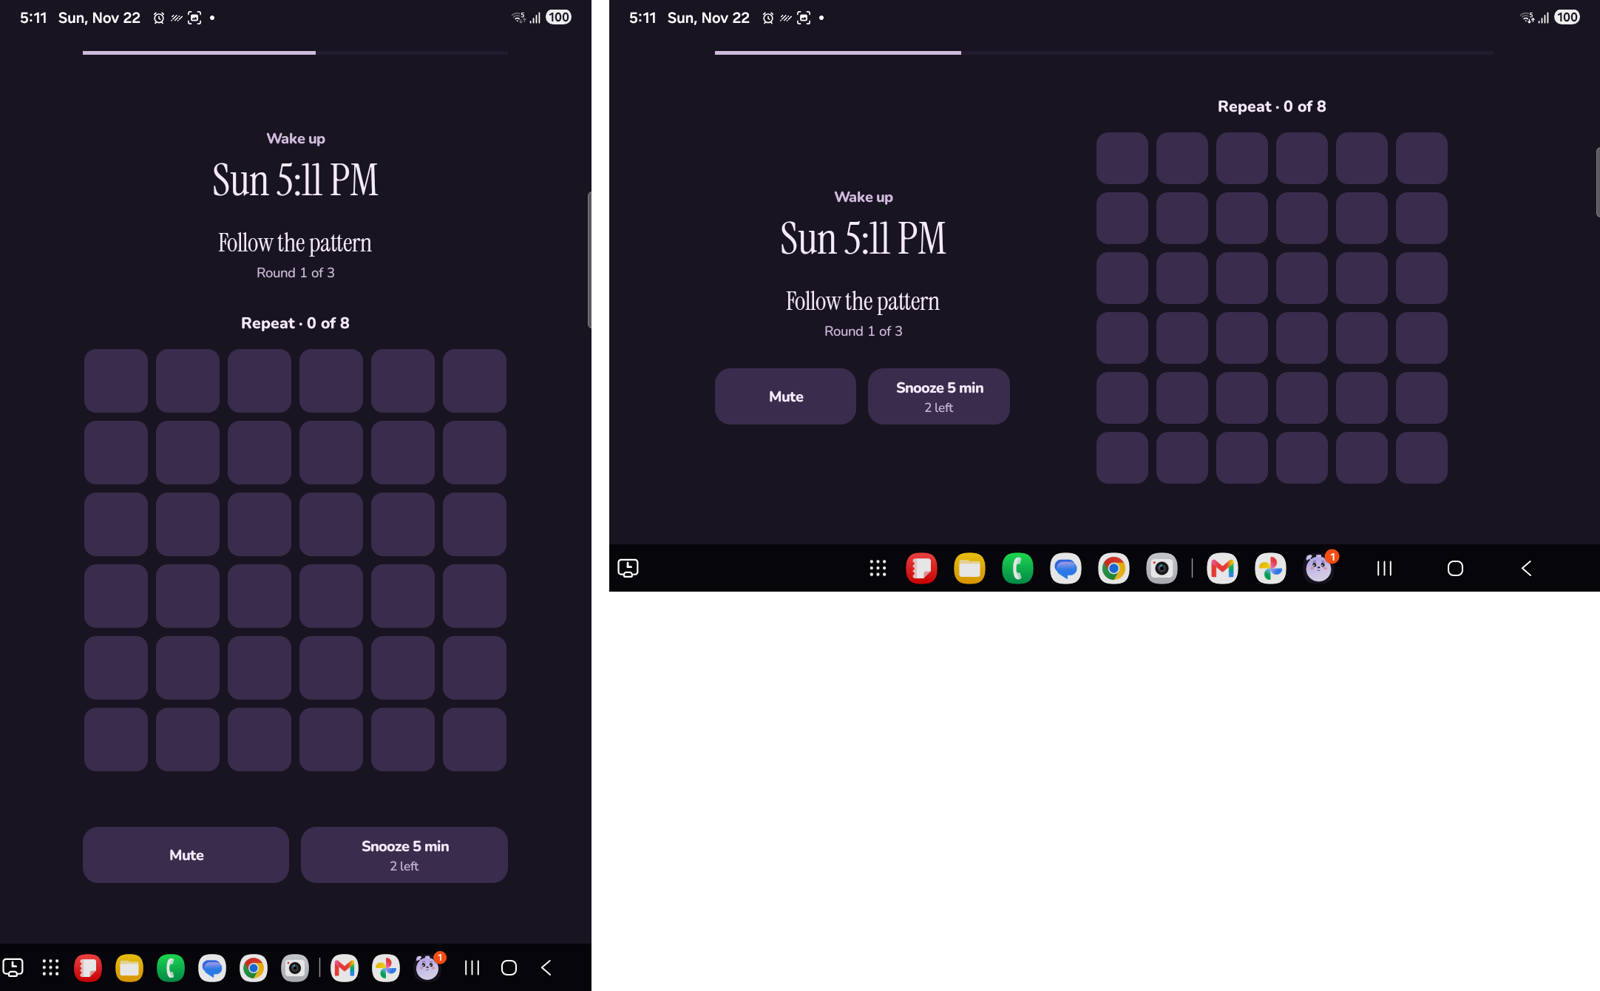 5:11 Sun, Nov 22
100
Wake up
Sun 5:11 PM
Follow the pattern
Round 1 of 3
Repeat · 0 of 8
Mute
Snooze 5 min
2 left
1
5:11 Sun, Nov 22
100
Wake up
Sun 5:11 PM
Follow the pattern
Round 1 of 3
Mute
Snooze 5 min
2 left
Repeat · 0 of 8
1